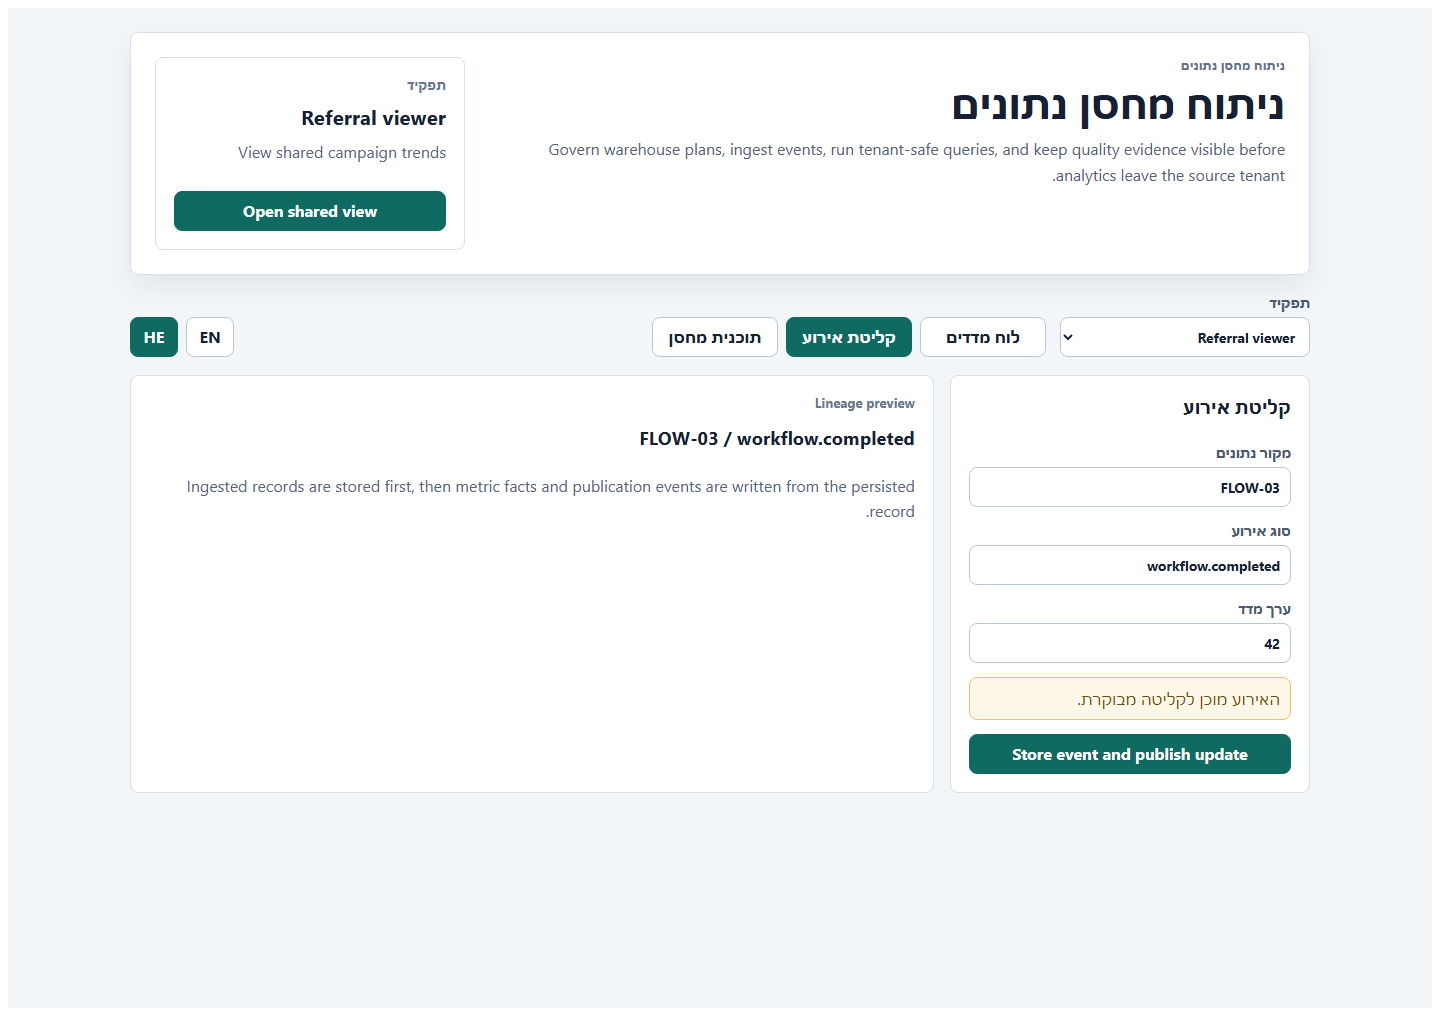 ניתוח מחסן נתונים
ניתוח מחסן נתונים
Govern warehouse plans, ingest events, run tenant-safe queries, and keep quality evidence visible before
analytics leave the source tenant.
תפקיד
Referral viewer
View shared campaign trends
Open shared view
תפקיד
Referral viewer
לוח מדדים
קליטת אירוע
תוכנית מחסן
EN
HE
קליטת אירוע
מקור נתונים
FLOW-03
סוג אירוע
workflow.completed
ערך מדד
42
האירוע מוכן לקליטה מבוקרת.
Store event and publish update
Lineage preview
FLOW-03 / workflow.completed
Ingested records are stored first, then metric facts and publication events are written from the persisted
record.